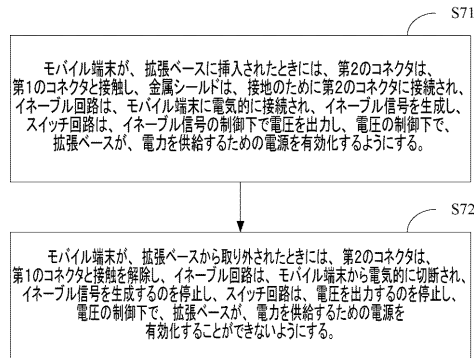 S71
モバイル端末が、拡張ベースに挿入されたときには、第2のコネクタは、
第1のコネクタと接触し、金属シールドは、接地のために第2のコネクタに接続され、
イネーブル回路は、モバイル端末に電気的に接続され、イネーブル信号を生成し、
スイッチ回路は、イネーブル信号の制御下で電圧を出力し、電圧の制御下で、
拡張ベースが、電力を供給するための電源を有効化するようにする。
S72
モバイル端末が、拡張ベースから取り外されたときには、第2のコネクタは、
第1のコネクタと接触を解除し、イネーブル回路は、モバイル端末から電気的に切断され、
イネーブル信号を生成するのを停止し、スイッチ回路は、電圧を出力するのを停止し、
電圧の制御下で、拡張ベースが、電力を供給するための電源を
有効化することができないようにする。